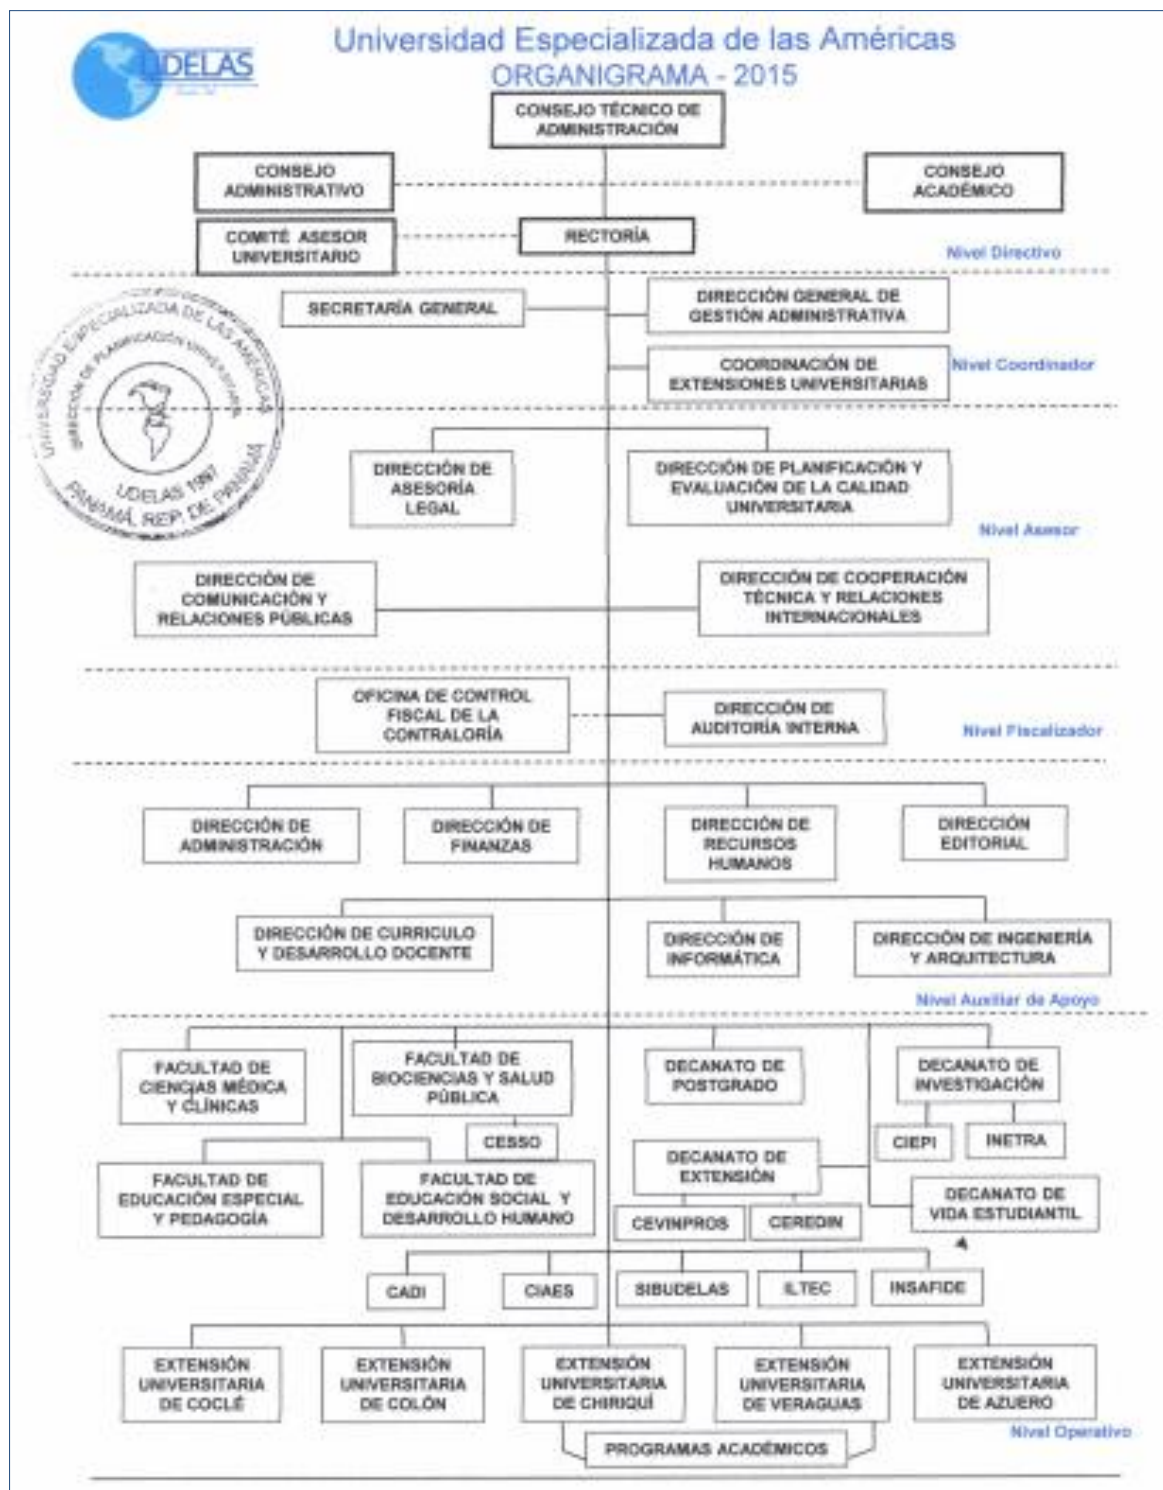 Universidad Especializada de las Américas
UDELAS
ORGANIGRAMA - 2015
CONSEJO TÉCNICO DE
ADMINISTRACIÓN
CONSEJO
ADMINISTRATIVO
CONSEJO
ACADÉMICO
COMITÉ ASESOR
UNIVERSITARIO
RECTORÍA
Nivel Directivo
SECRETARÍA GENERAL
DIRECCIÓN GENERAL DE
GESTIÓN ADMINISTRATIVA
COORDINACIÓN DE
EXTENSIONES UNIVERSITARIAS
Nivel Coordinador
UNIVERSIDAD ESPECIALIZADA DE LAS AMÉRICAS
DIRECCIÓN DE PLANIFICACIÓN UNIVERSITARIA
UDELAS 1997
PANAMÁ, REP. DE PANAMÁ
DIRECCIÓN DE
ASESORÍA
LEGAL
DIRECCIÓN DE PLANIFICACIÓN Y
EVALUACIÓN DE LA CALIDAD
UNIVERSITARIA
Nivel Asesor
DIRECCIÓN DE
COMUNICACIÓN Y
RELACIONES PÚBLICAS
DIRECCIÓN DE COOPERACIÓN
TÉCNICA Y RELACIONES
INTERNACIONALES
OFICINA DE CONTROL
FISCAL DE LA
CONTRALORÍA
DIRECCIÓN DE
AUDITORÍA INTERNA
Nivel Fiscalizador
DIRECCIÓN DE
ADMINISTRACIÓN
DIRECCIÓN DE
FINANZAS
DIRECCIÓN DE
RECURSOS
HUMANOS
DIRECCIÓN
EDITORIAL
DIRECCIÓN DE CURRICULO
Y DESARROLLO DOCENTE
DIRECCIÓN DE
INFORMÁTICA
DIRECCIÓN DE INGENIERÍA
Y ARQUITECTURA
Nivel Auxiliar de Apoyo
FACULTAD DE
CIENCIAS MÉDICA
Y CLÍNICAS
FACULTAD DE
BIOCIENCIAS Y SALUD
PÚBLICA
DECANATO DE
POSTGRADO
DECANATO DE
INVESTIGACIÓN
CESSO
CIEPI
INETRA
FACULTAD DE
EDUCACIÓN ESPECIAL
Y PEDAGOGÍA
FACULTAD DE
EDUCACIÓN SOCIAL Y
DESARROLLO HUMANO
DECANATO DE
EXTENSIÓN
CEVINPROS
CEREDIN
DECANATO DE
VIDA ESTUDIANTIL
CADI
CIAES
SIBUDELAS
ILTEC
INSAFIDE
EXTENSIÓN
UNIVERSITARIA
DE COCLÉ
EXTENSIÓN
UNIVERSITARIA
DE COLÓN
EXTENSIÓN
UNIVERSITARIA
DE CHIRIQUÍ
EXTENSIÓN
UNIVERSITARIA
DE VERAGUAS
EXTENSIÓN
UNIVERSITARIA
DE AZUERO
Nivel Operativo
PROGRAMAS ACADÉMICOS